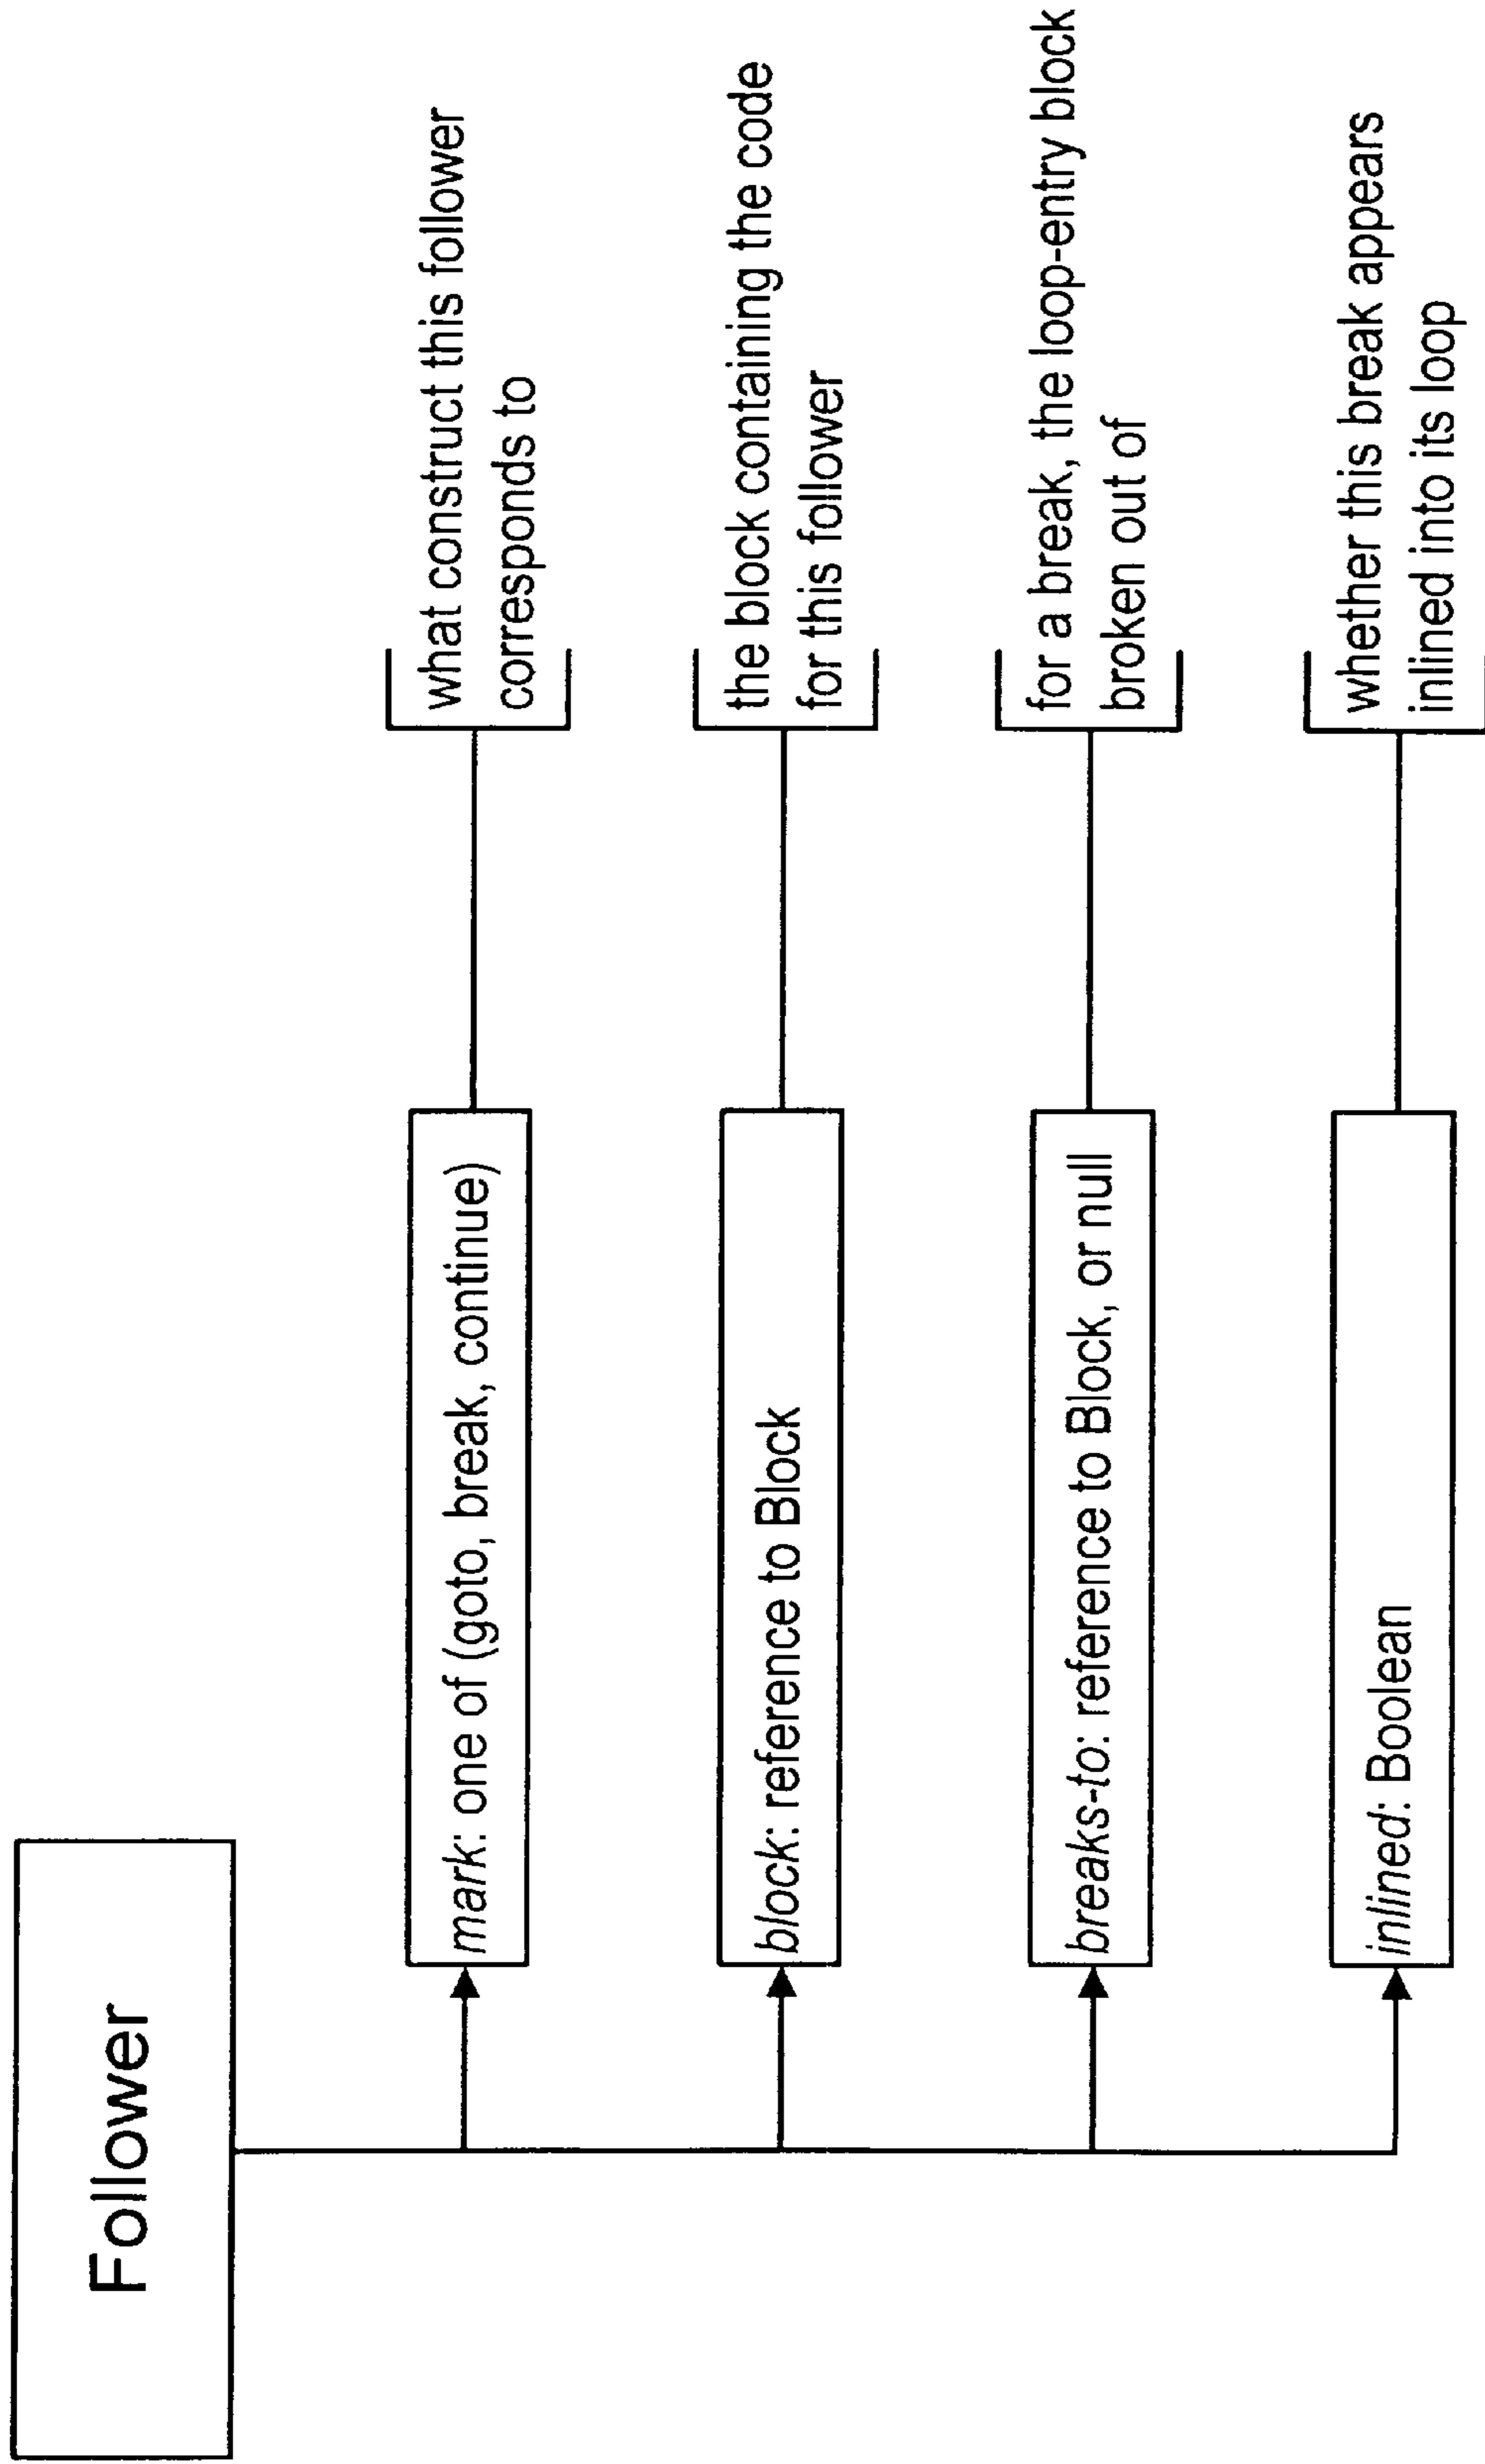 Follower
mark: one of (goto, break, continue)
what construct this follower
corresponds to
block: reference to Block
the block containing the code
for this follower
breaks-to: reference to Block, or null
for a break, the loop-entry block
broken out of
inlined: Boolean
whether this break appears
inlined into its loop